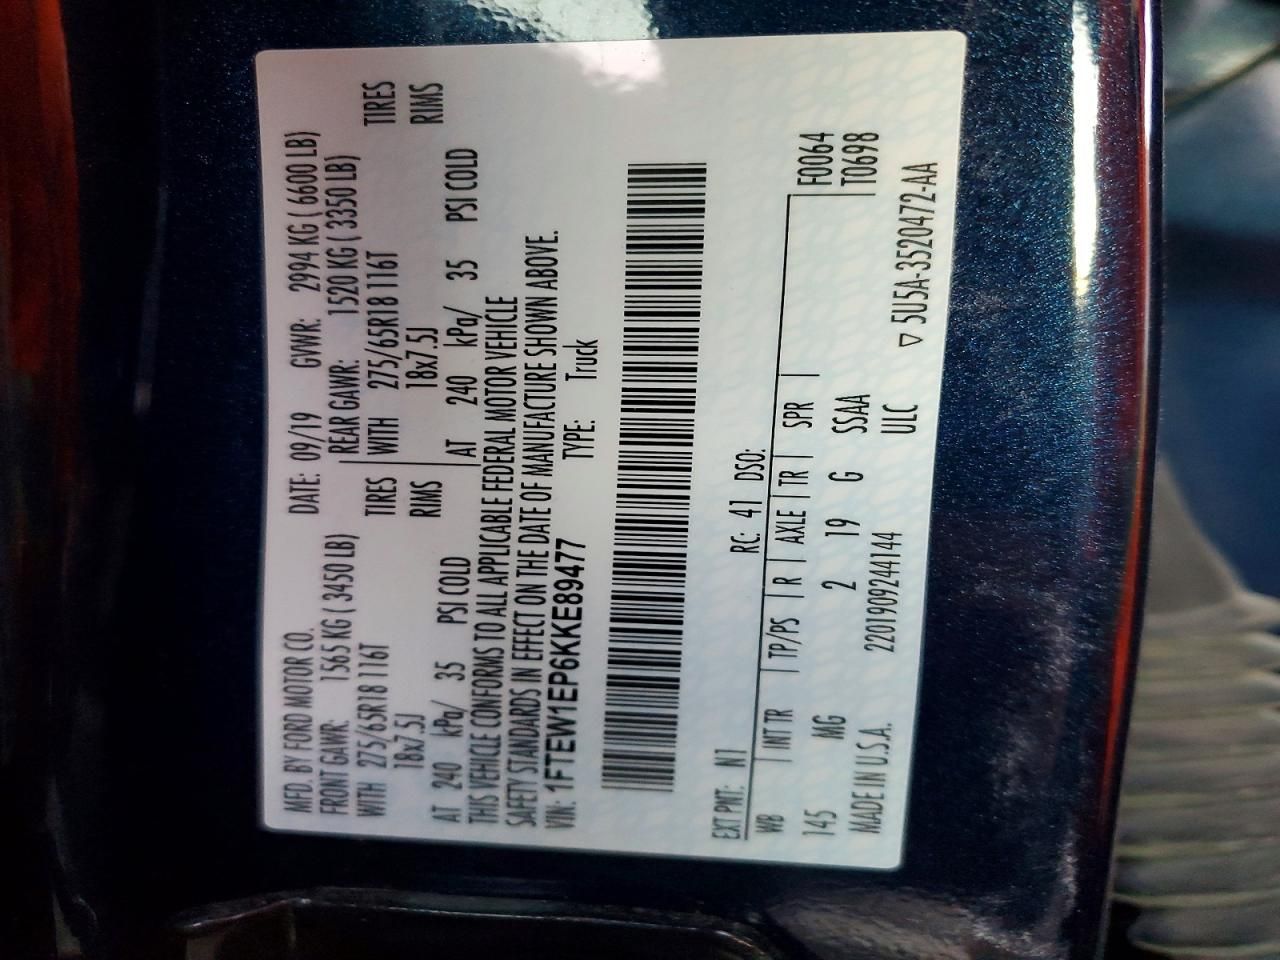 MFD. BY FORD MOTOR CO. DATE: 09/19 GVWR: 2994 KG ( 6600 LB)
FRONT GAWR: 1565 KG ( 3450 LB) REAR GAWR: 1520 KG ( 3350 LB)
WITH 275/65R18 116T TIRES WITH 275/65R18 116T TIRES
18x7.5J RIMS 18x7.5J RIMS
AT 240 kPa/ 35 PSI COLD AT 240 kPa/ 35 PSI COLD
THIS VEHICLE CONFORMS TO ALL APPLICABLE FEDERAL MOTOR VEHICLE
SAFETY STANDARDS IN EFFECT ON THE DATE OF MANUFACTURE SHOWN ABOVE.
VIN: 1FTEW1EP6KKE89477 TYPE: Truck
EXT PNT: N1 RC: 41 DSO:
WB INT TR TP/PS R AXLE TR SPR F0064
145 MG 2 19 G SSAA T0698
MADE IN U.S.A. 2201909244144 ULC ▽ 5U5A-3520472-AA